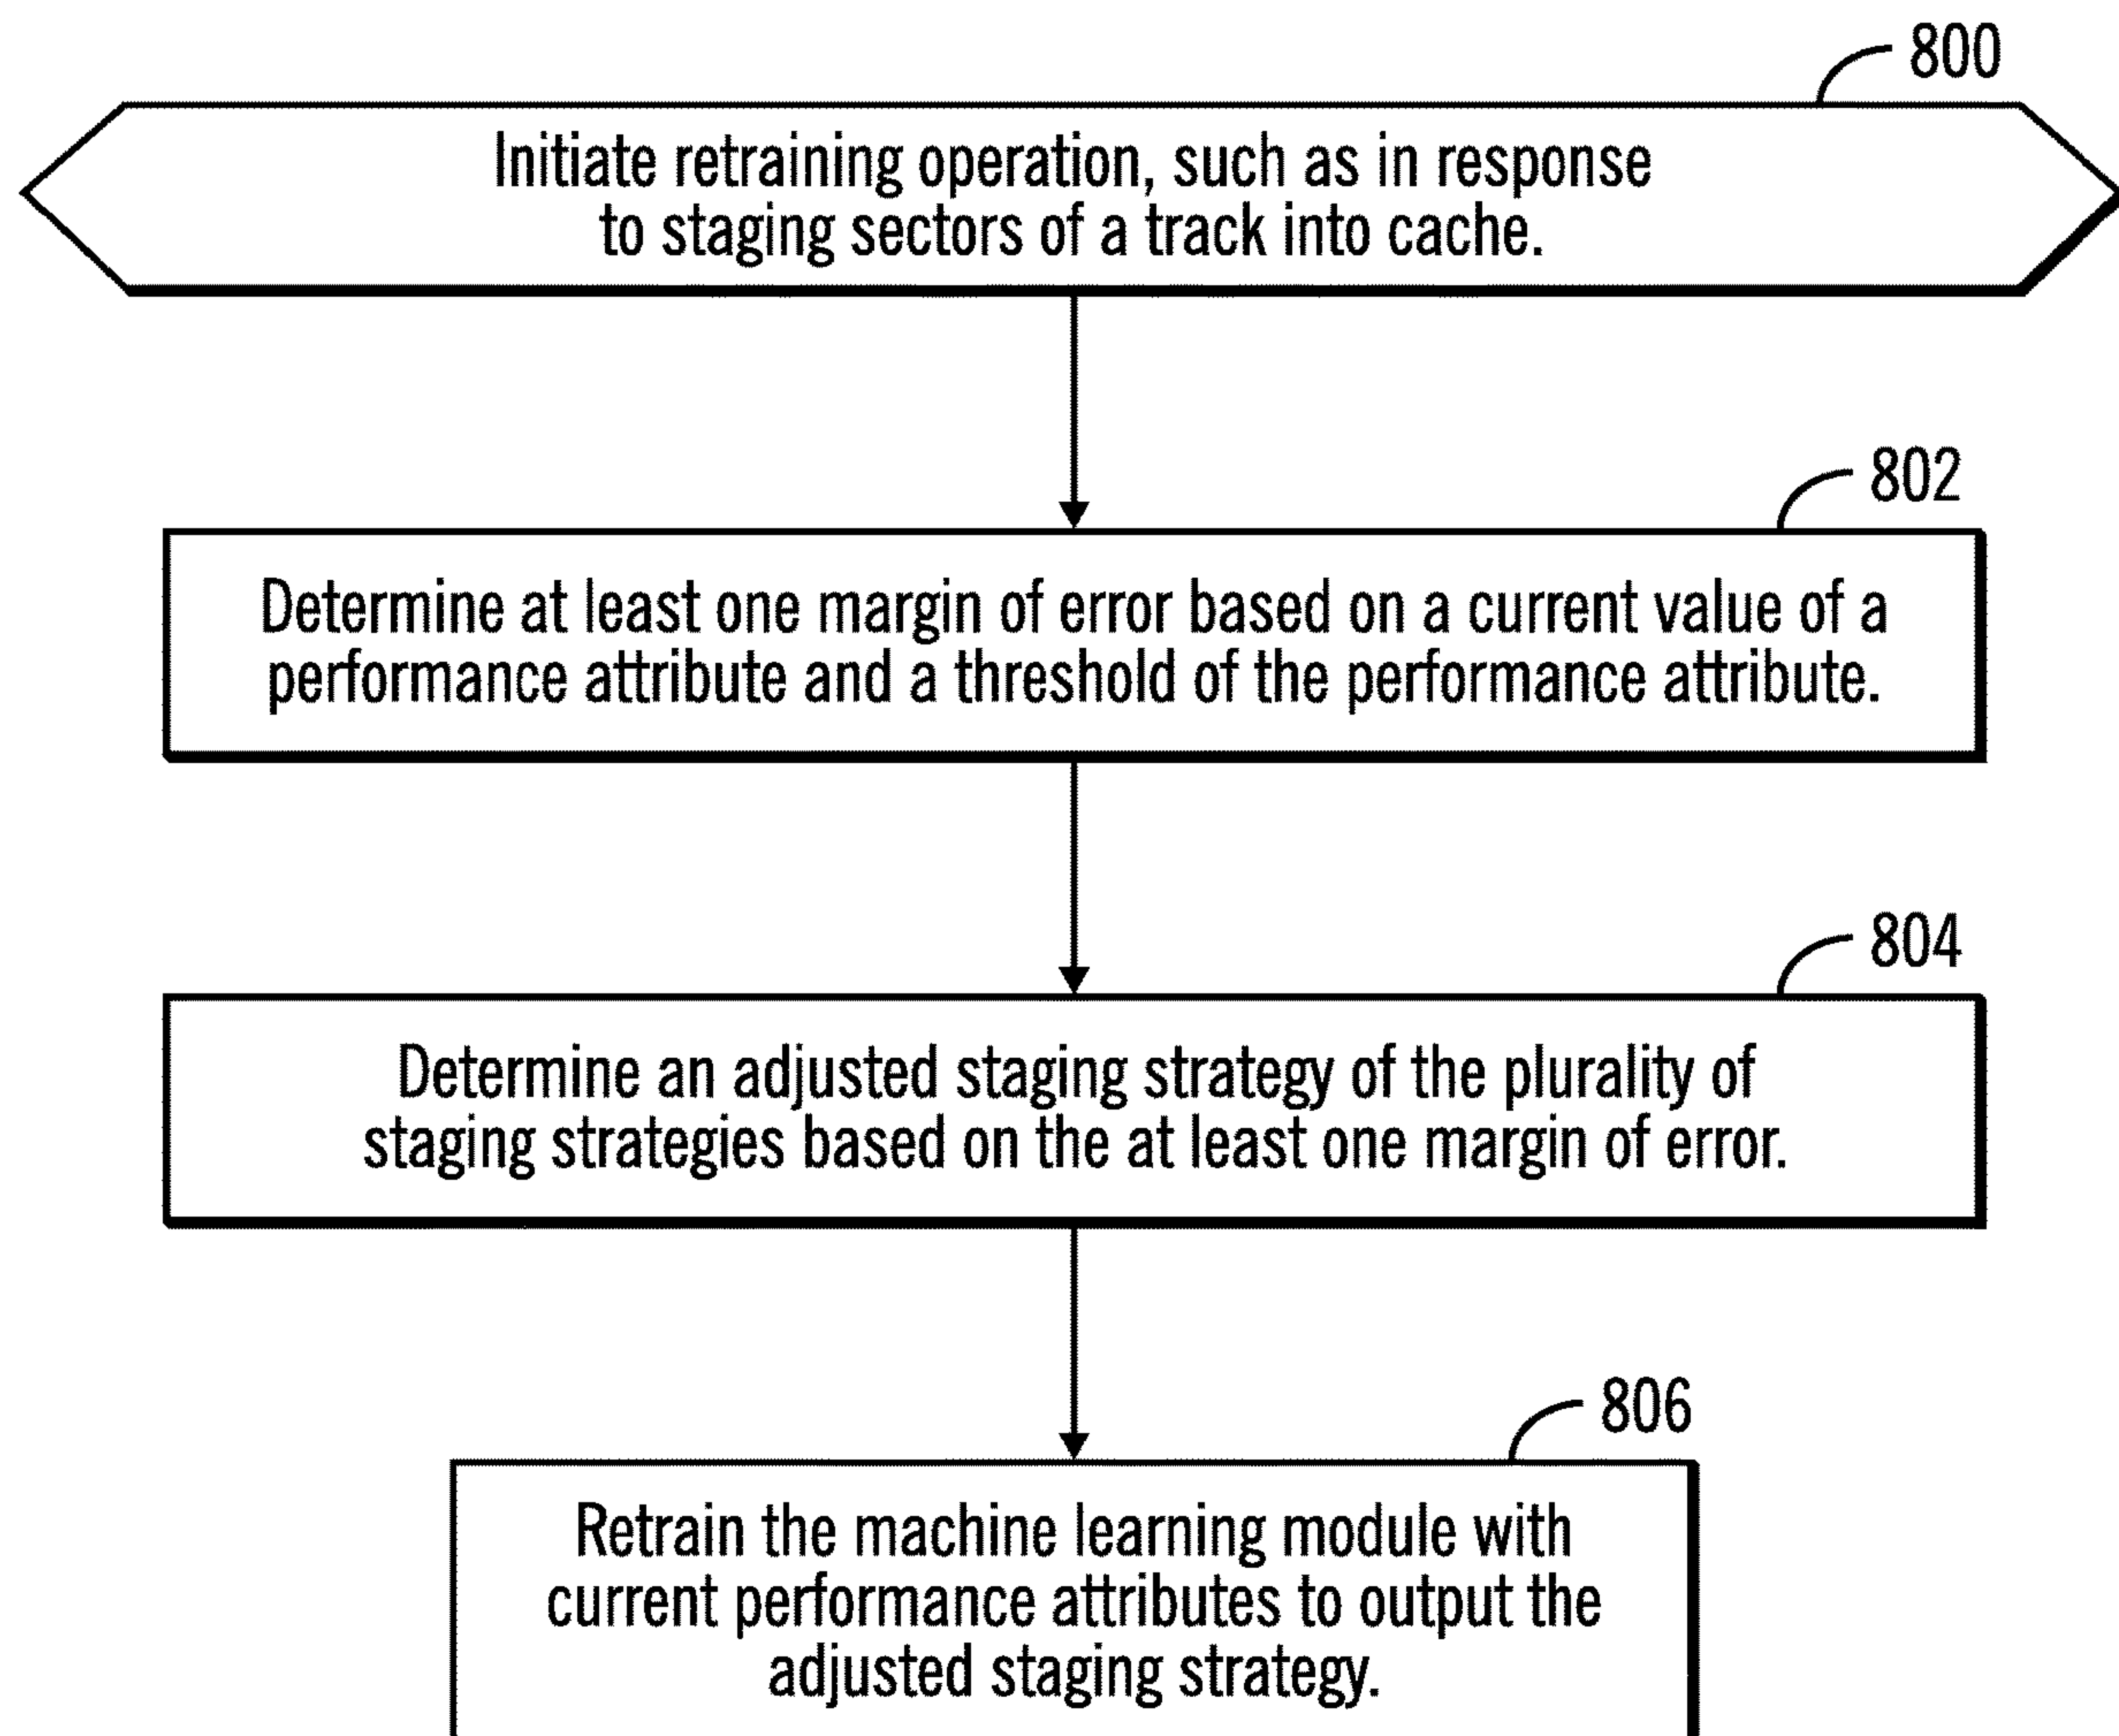 800
Initiate retraining operation, such as in response
to staging sectors of a track into cache.
802
Determine at least one margin of error based on a current value of a
performance attribute and a threshold of the performance attribute.
804
Determine an adjusted staging strategy of the plurality of
staging strategies based on the at least one margin of error.
806
Retrain the machine learning module with
current performance attributes to output the
adjusted staging strategy.